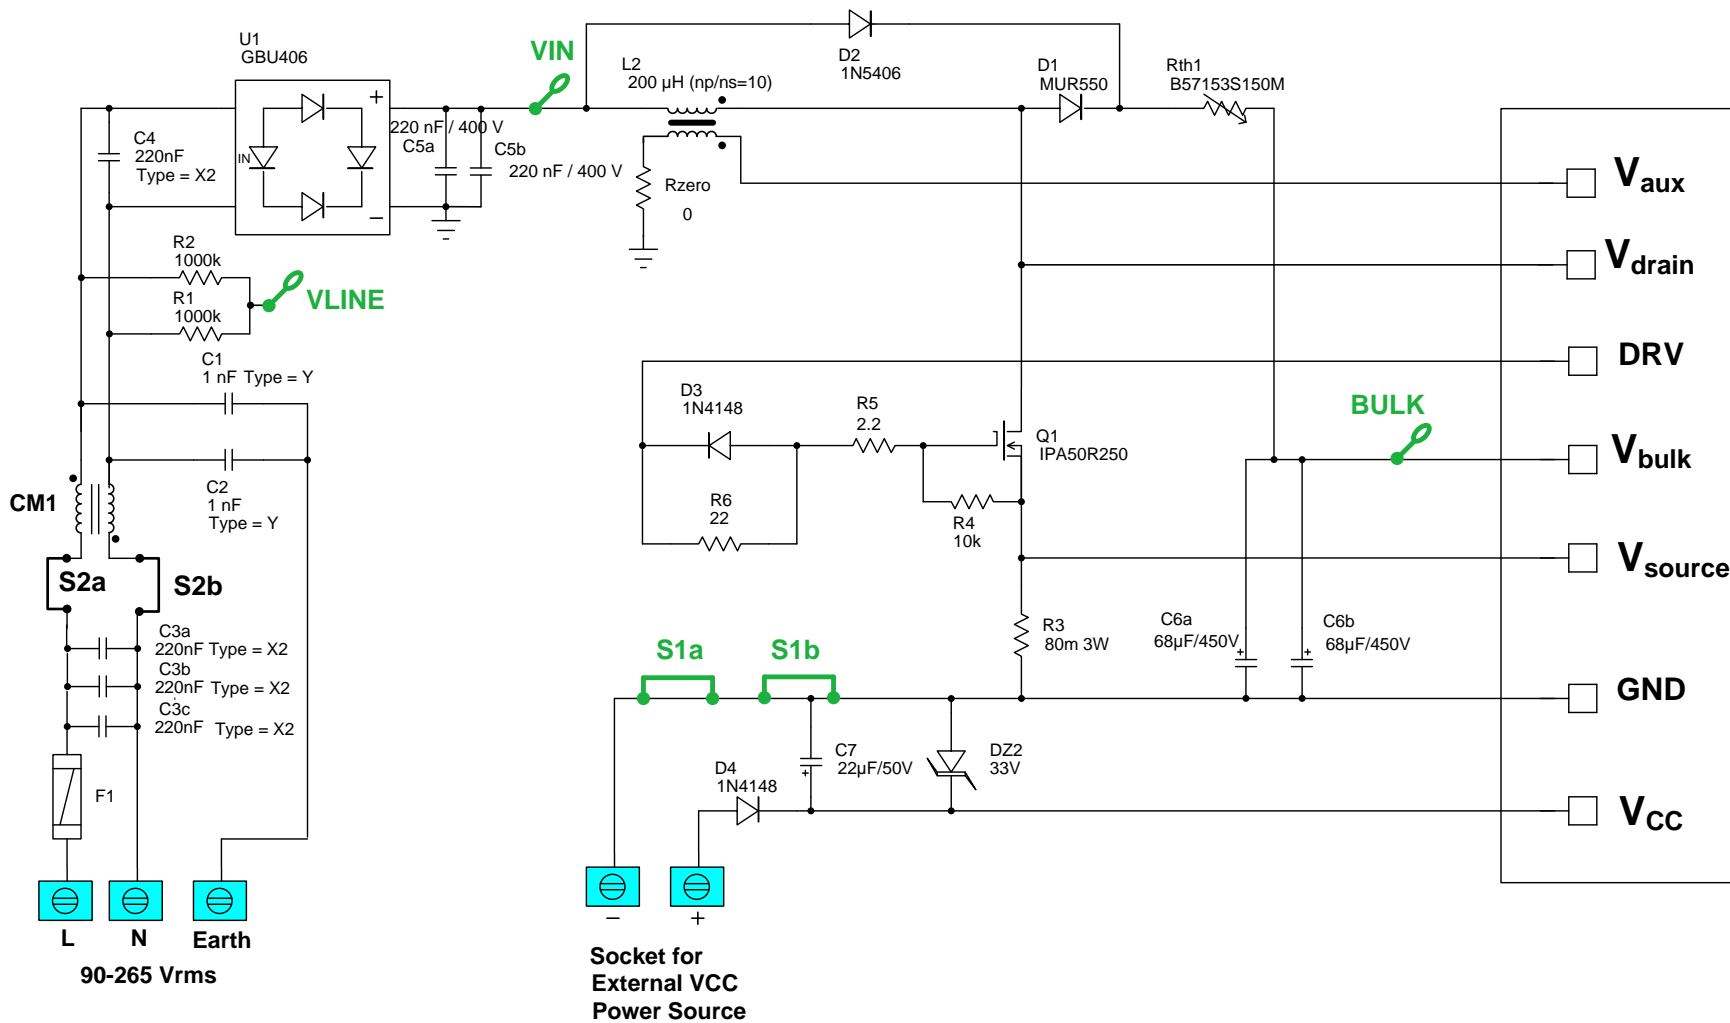 U1
GBU406
VIN
D2
1N5406
L2
200 µH (np/ns=10)
D1
MUR550
Rth1
B57153S150M
+
220 nF / 400 V
C5a
C5b
220 nF / 400 V
C4
220nF
Type = X2
IN
−
Rzero
0
Vaux
R2
1000k
VLINE
R1
1000k
Vdrain
C1
1 nF Type = Y
DRV
D3
1N4148
R5
2.2
BULK
Q1
IPA50R250
Vbulk
C2
1 nF
Type = Y
CM1
R6
22
R4
10k
S2a
S2b
Vsource
C3a
220nF Type = X2
C3b
220nF Type = X2
C3c
220nF Type = X2
R3
80m 3W
C6a
68µF/450V
+
C6b
68µF/450V
+
S1a
S1b
GND
F1
D4
1N4148
C7
22µF/50V
+
DZ2
33V
VCC
L
N
Earth
90-265 Vrms
−
+
Socket for
External VCC
Power Source